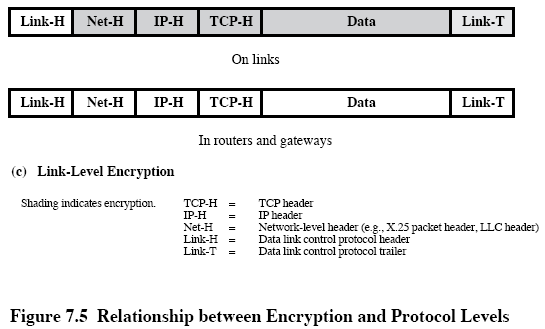 Link-H Net-H IP-H TCP-H Data Link-T
On links
Link-H Net-H IP-H TCP-H Data Link-T
In routers and gateways
(c) Link-Level Encryption
Shading indicates encryption. TCP-H = TCP header
IP-H = IP header
Net-H = Network-level header (e.g., X.25 packet header, LLC header)
Link-H = Data link control protocol header
Link-T = Data link control protocol trailer
Figure 7.5 Relationship between Encryption and Protocol Levels